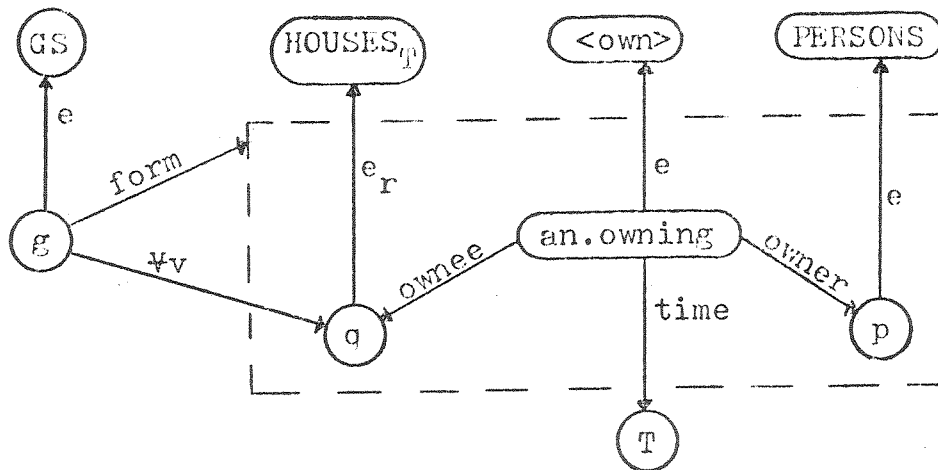 GS
HOUSES_T
<own>
PERSONS
e
form
e_r
e
e
g
∀v
ownee
an.owning
owner
time
q
p
T